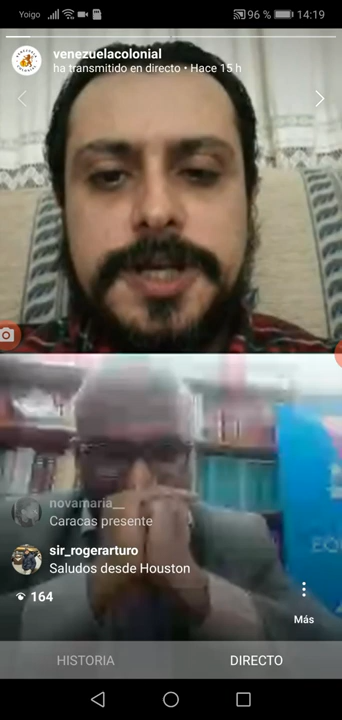 Yoigo
96 %
14:19
venezuelacolonial
ha transmitido en directo • Hace 15 h
novamaria__
Caracas presente
sir_rogerarturo
Saludos desde Houston
164
Más
HISTORIA
DIRECTO